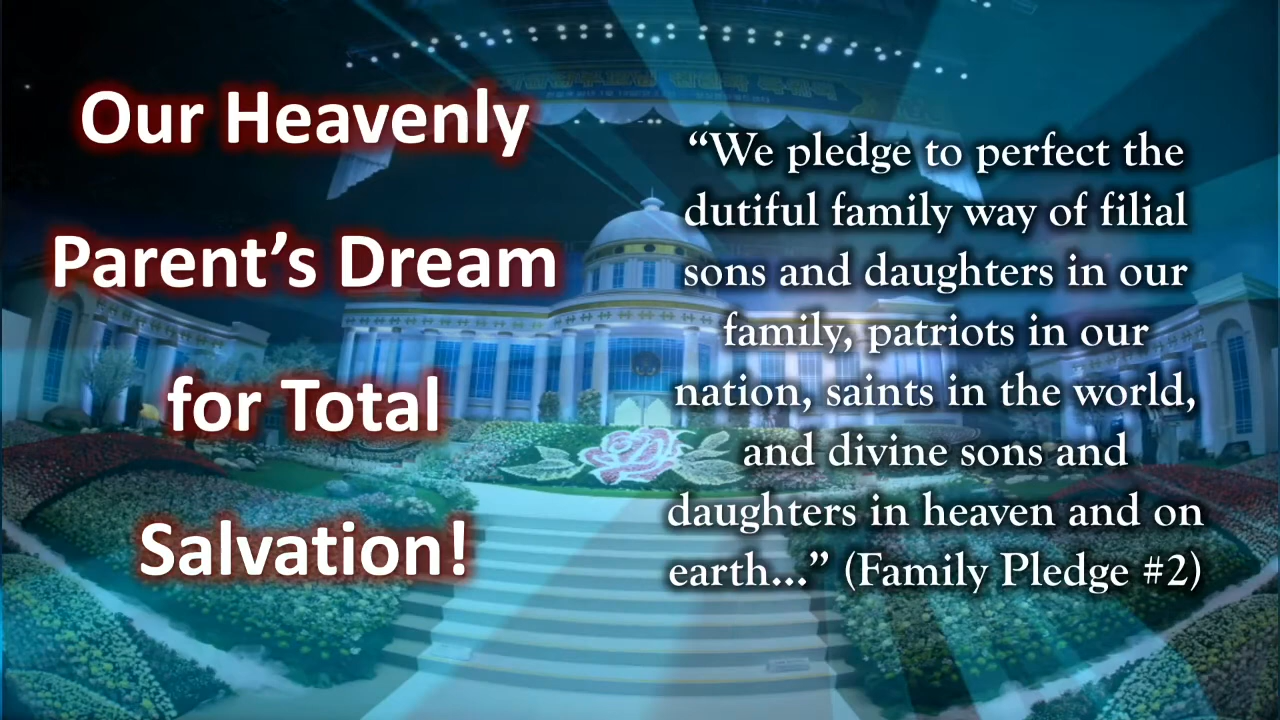 Our Heavenly
Parent’s Dream
for Total
Salvation!
“We pledge to perfect the
dutiful family way of filial
sons and daughters in our
family, patriots in our
nation, saints in the world,
and divine sons and
daughters in heaven and on
earth...” (Family Pledge #2)